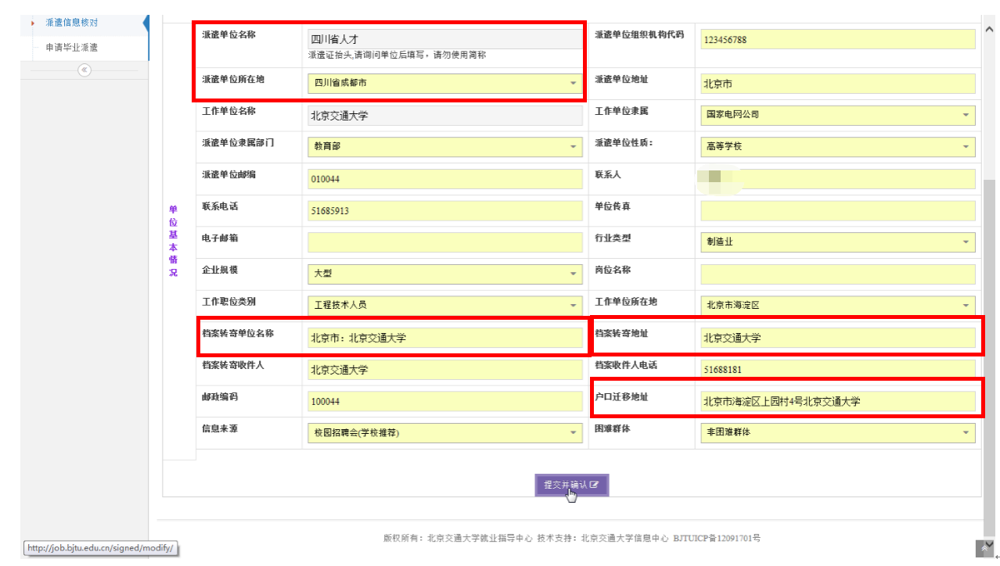 派遣信息核对
申请毕业派遣
派遣单位名称
四川省人才
派遣证抬头,请询问单位后填写，请勿使用简称
派遣单位组织机构代码
123456788
派遣单位所在地
四川省成都市
派遣单位地址
北京市
工作单位名称
北京交通大学
工作单位隶属
国家电网公司
派遣单位隶属部门
教育部
派遣单位性质：
高等学校
派遣单位邮编
010044
联系人
联系电话
51685913
单位传真
电子邮箱
行业类型
制造业
企业规模
大型
岗位名称
工作职位类别
工程技术人员
工作单位所在地
北京市海淀区
档案转寄单位名称
北京市：北京交通大学
档案转寄地址
北京交通大学
档案转寄收件人
北京交通大学
档案收件人电话
51688181
邮政编码
100044
户口迁移地址
北京市海淀区上园村4号北京交通大学
信息来源
校园招聘会(学校推荐)
困难群体
非困难群体
单位基本情况
提交并确认
版权所有：北京交通大学就业指导中心 技术支持：北京交通大学信息中心 BJTUICP备12091701号
http://job.bjtu.edu.cn/signed/modify/